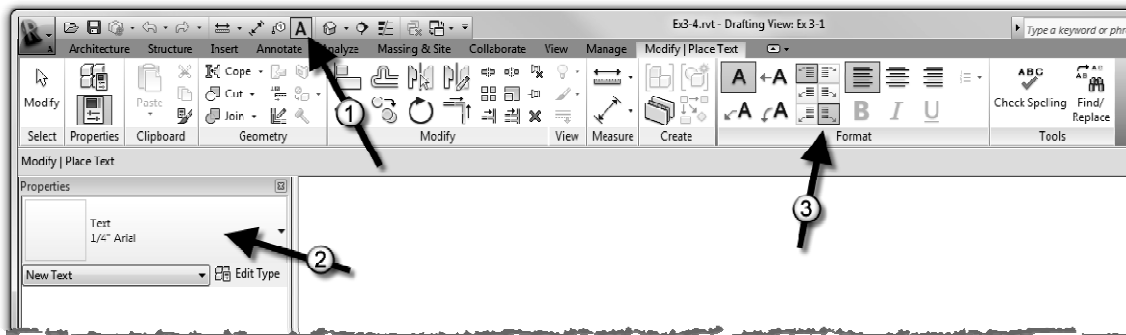 Ex3-4.rvt - Drafting View: Ex 3-1
Type a keyword or phr
Architecture Structure Insert Annotate Analyze Massing & Site Collaborate View Manage Modify | Place Text
Modify
Paste
Cope
Cut
Join
ABC
Check Spelling
Find/
Replace
Select Properties Clipboard Geometry Modify View Measure Create Format Tools
Modify | Place Text
Properties
Text
1/4" Arial
New Text
Edit Type
1
2
3
A
A
A
A
A
B I U